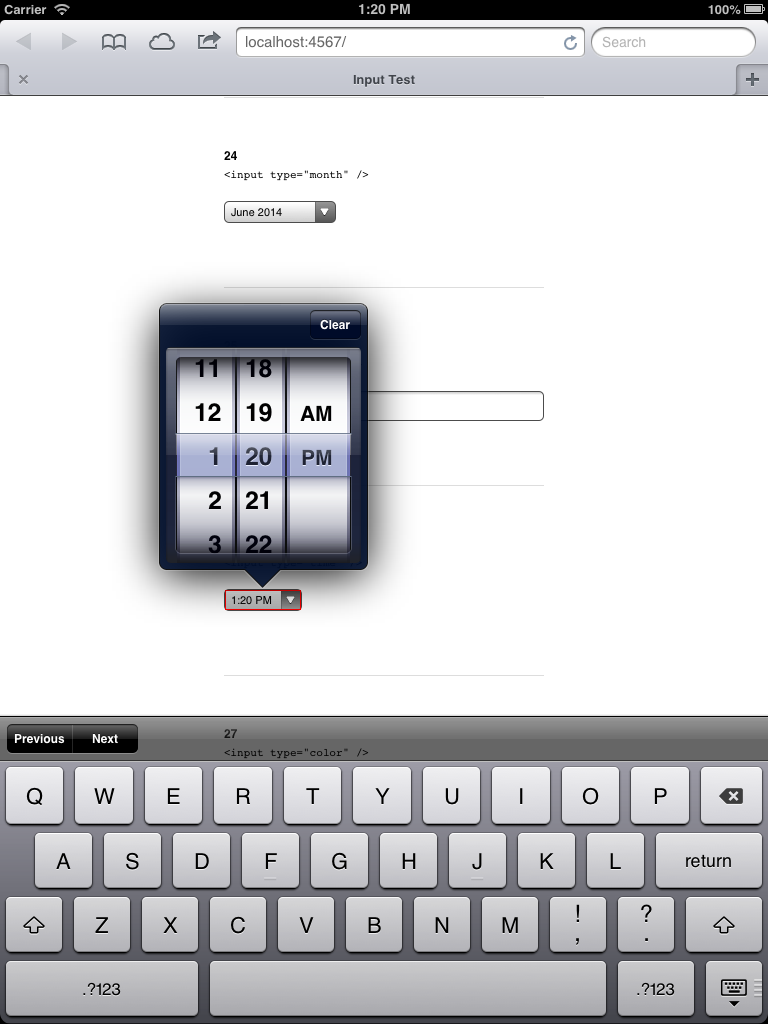 Carrier 1:20 PM 100%
localhost:4567/ Search
Input Test
24
<input type="month" />
June 2014
Clear
11 18
12 19 AM
1 20 PM
2 21
3 22
1:20 PM
Previous Next 27
<input type="color" />
Q W E R T Y U I O P
A S D F G H J K L return
Z X C V B N M ! , ? .
.?123 .?123